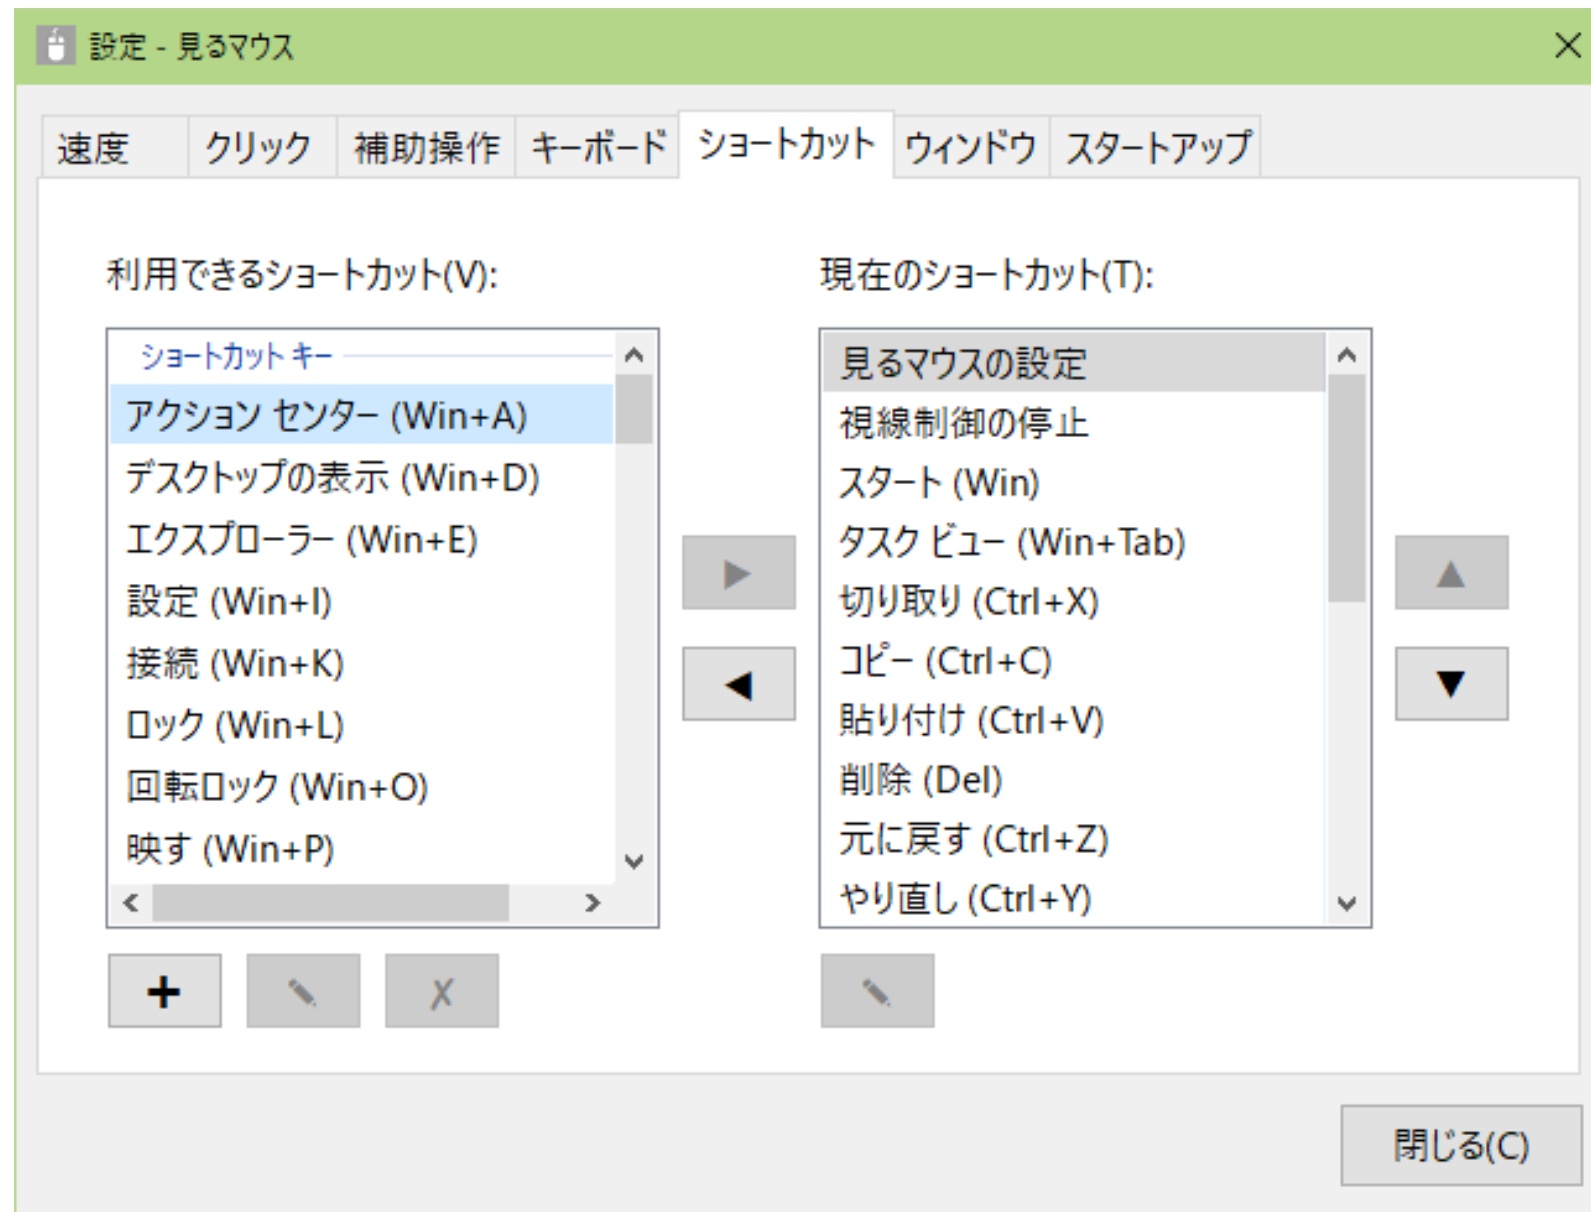 設定 - 見るマウス
速度 クリック 補助操作 キーボード ショートカット ウィンドウ スタートアップ
利用できるショートカット(V):
ショートカット キー
アクション センター (Win+A)
デスクトップの表示 (Win+D)
エクスプローラー (Win+E)
設定 (Win+I)
接続 (Win+K)
ロック (Win+L)
回転ロック (Win+O)
映す (Win+P)
現在のショートカット(T):
見るマウスの設定
視線制御の停止
スタート (Win)
タスク ビュー (Win+Tab)
切り取り (Ctrl+X)
コピー (Ctrl+C)
貼り付け (Ctrl+V)
削除 (Del)
元に戻す (Ctrl+Z)
やり直し (Ctrl+Y)
閉じる(C)